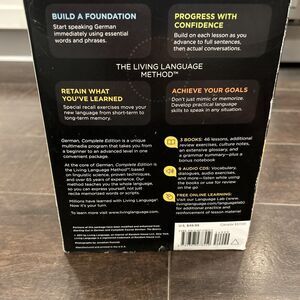 BUILD A FOUNDATION
Start speaking German
immediately using essential
words and phrases.
PROGRESS WITH
CONFIDENCE
Build on each lesson as you
advance to full sentences,
then actual conversations.
THE LIVING LANGUAGE
METHOD™
RETAIN WHAT
YOU'VE LEARNED
Special recall exercises move your
new language from short-term
to long-term memory.
ACHIEVE YOUR GOALS
Don't just mimic or memorize.
Develop practical language
skills to speak in any situation.
German, Complete Edition is a unique
multimedia program that takes you from
a beginner to an advanced level in one
convenient package.
At the core of German, Complete Edition is
the Living Language Method™, based
on linguistic science, proven techniques,
and over 65 years of experience. Our
method teaches you the whole language,
so you can express yourself, not just
recite memorized words or scripts.
Millions have learned with Living Language®.
Now it's your turn.
To learn more visit www.livinglanguage.com.
3 BOOKS: 46 lessons, additional
review exercises, culture notes,
an extensive glossary, and
a grammar summary—plus a
bonus notebook
9 AUDIO CDs: Vocabulary,
dialogues, audio exercises,
and more—listen while using
the books or use for review
on the go
FREE ONLINE LEARNING:
Visit our Language Lab (www.
livinglanguage.com/languagelab)
for additional practice and
reinforcement of lesson material
U.S. $49.99